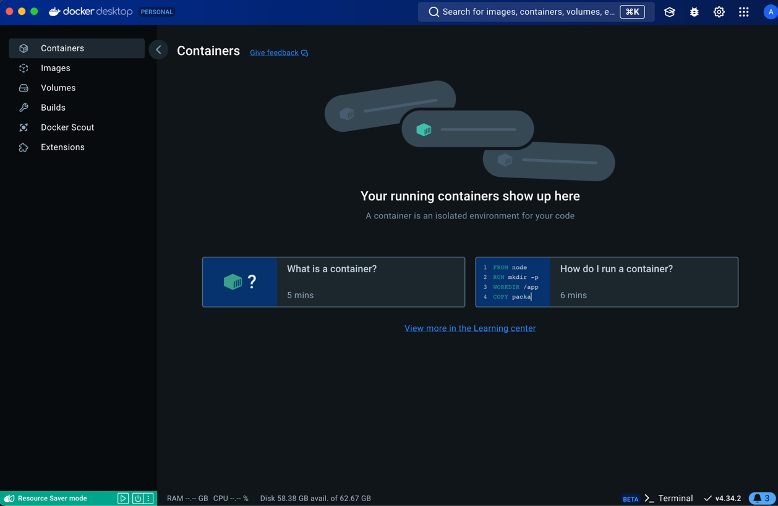 docker desktop PERSONAL
Search for images, containers, volumes, e... ⌘K
A
Containers
Images
Volumes
Builds
Docker Scout
Extensions
Containers Give feedback
Your running containers show up here
A container is an isolated environment for your code
?
What is a container?
5 mins
1 FROM node
2 RUN mkdir -p
3 WORKDIR /app
4 COPY packa
How do I run a container?
6 mins
View more in the Learning center
Resource Saver mode
RAM --.-- GB CPU --.-- % Disk 58.38 GB avail. of 62.67 GB
BETA >_ Terminal v4.34.2 3